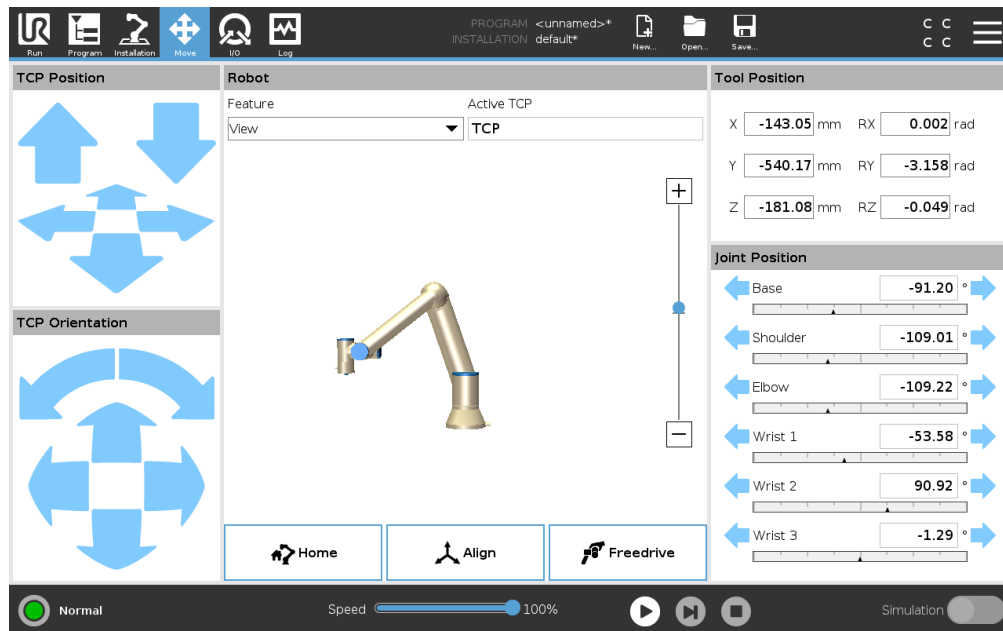 UR
Run
Program
Installation
Move
I/O
Log
PROGRAM <unnamed>*
INSTALLATION default*
New...
Open...
Save...
C C
C C
TCP Position
TCP Orientation
Robot
Feature
Active TCP
View
TCP
Home
Align
Freedrive
Tool Position
X -143.05 mm RX 0.002 rad
Y -540.17 mm RY -3.158 rad
Z -181.08 mm RZ -0.049 rad
Joint Position
Base -91.20 °
Shoulder -109.01 °
Elbow -109.22 °
Wrist 1 -53.58 °
Wrist 2 90.92 °
Wrist 3 -1.29 °
Normal
Speed 100%
Simulation